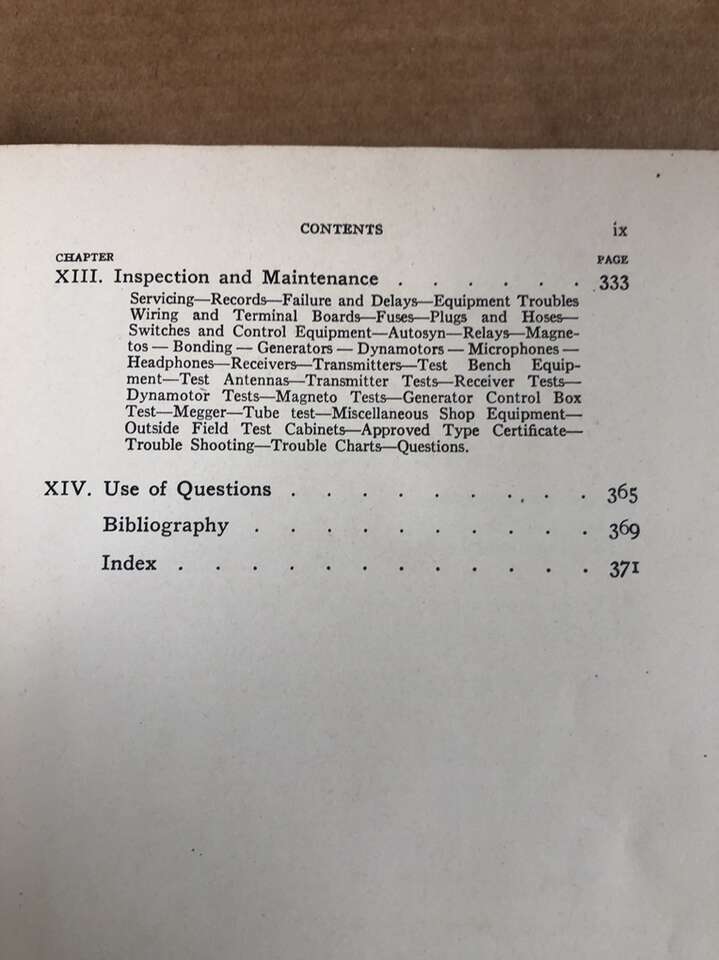 CONTENTS ix
CHAPTER PAGE
XIII. Inspection and Maintenance . . . . . . 333
Servicing—Records—Failure and Delays—Equipment Troubles
Wiring and Terminal Boards—Fuses—Plugs and Hoses—
Switches and Control Equipment—Autosyn—Relays—Magne-
tos — Bonding — Generators — Dynamotors — Microphones —
Headphones—Receivers—Transmitters—Test Bench Equip-
ment—Test Antennas—Transmitter Tests—Receiver Tests—
Dynamotor Tests—Magneto Tests—Generator Control Box
Test—Megger—Tube test—Miscellaneous Shop Equipment—
Outside Field Test Cabinets—Approved Type Certificate—
Trouble Shooting—Trouble Charts—Questions.
XIV. Use of Questions . . . . . . . . . 365
Bibliography . . . . . . . . . . 369
Index . . . . . . . . . . . . 371